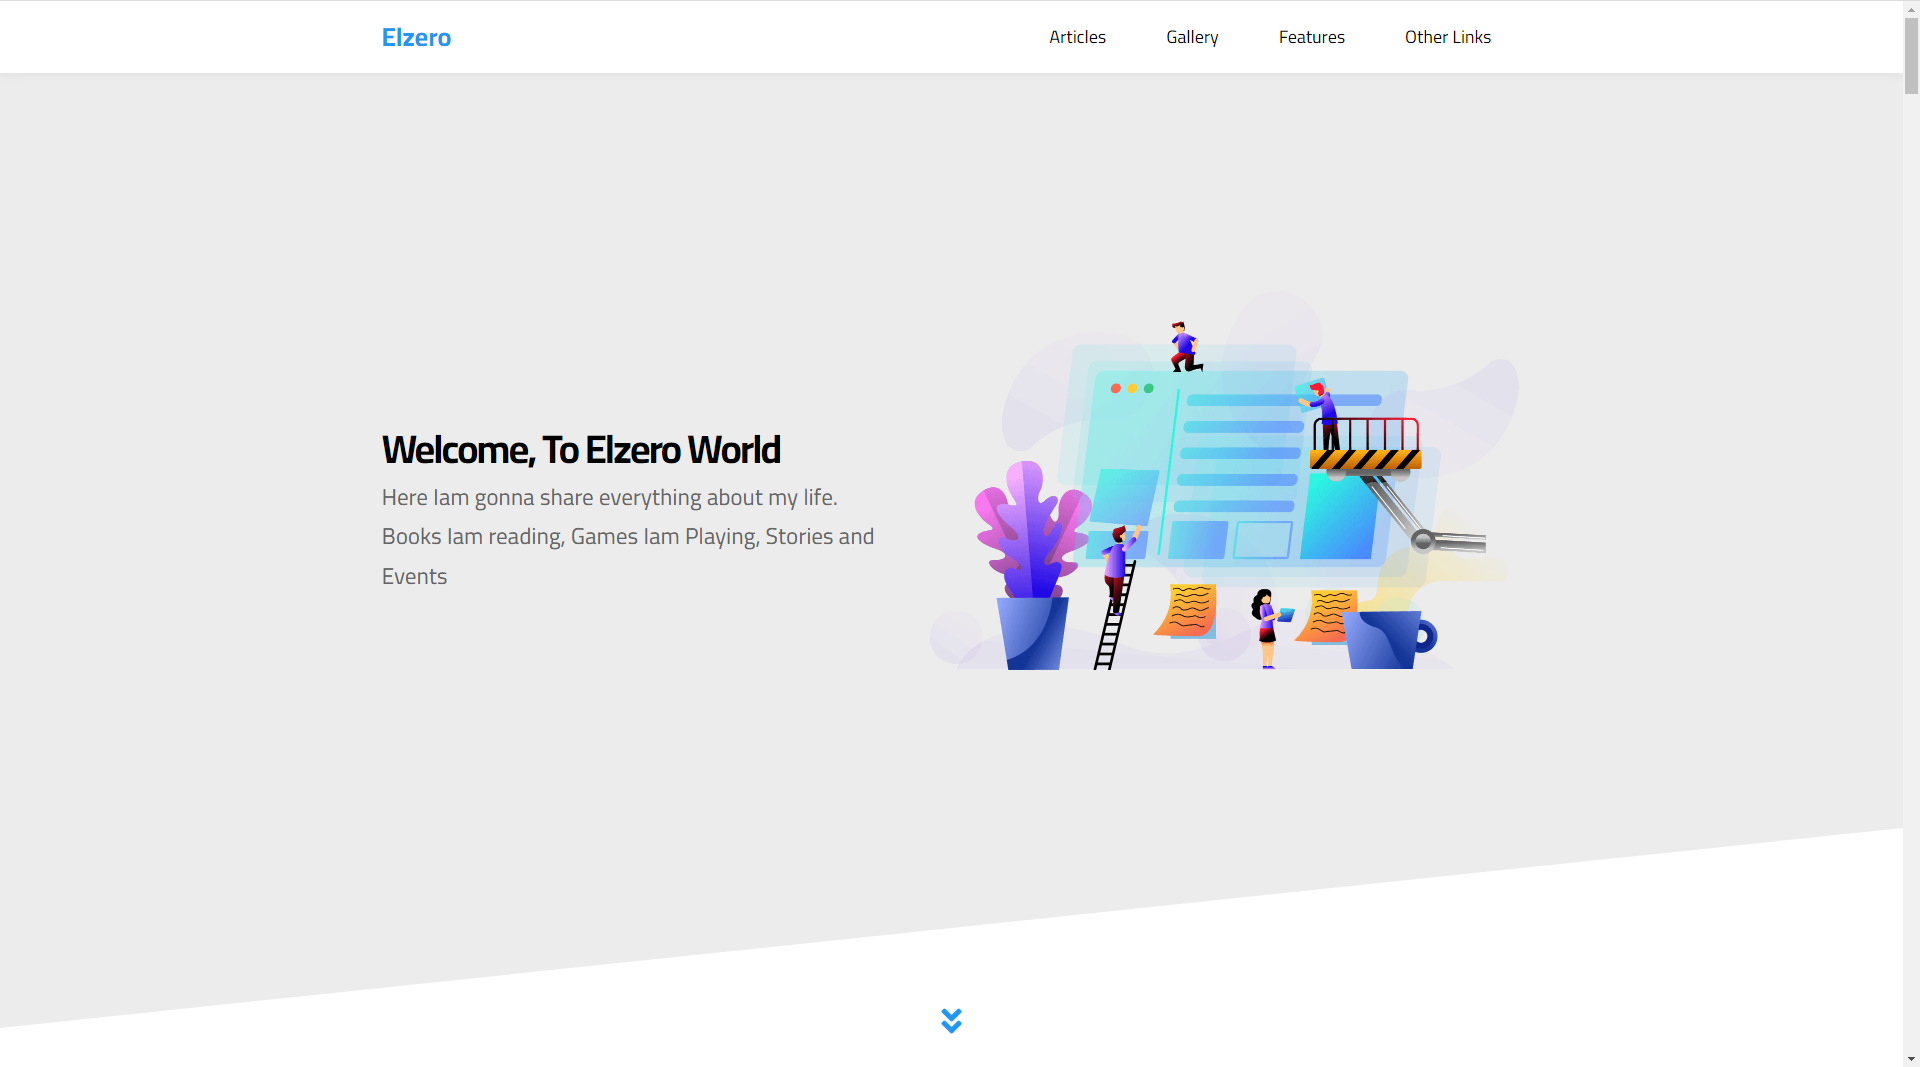 Elzero
Articles
Gallery
Features
Other Links
Welcome, To Elzero World
Here Iam gonna share everything about my life.
Books Iam reading, Games Iam Playing, Stories and
Events